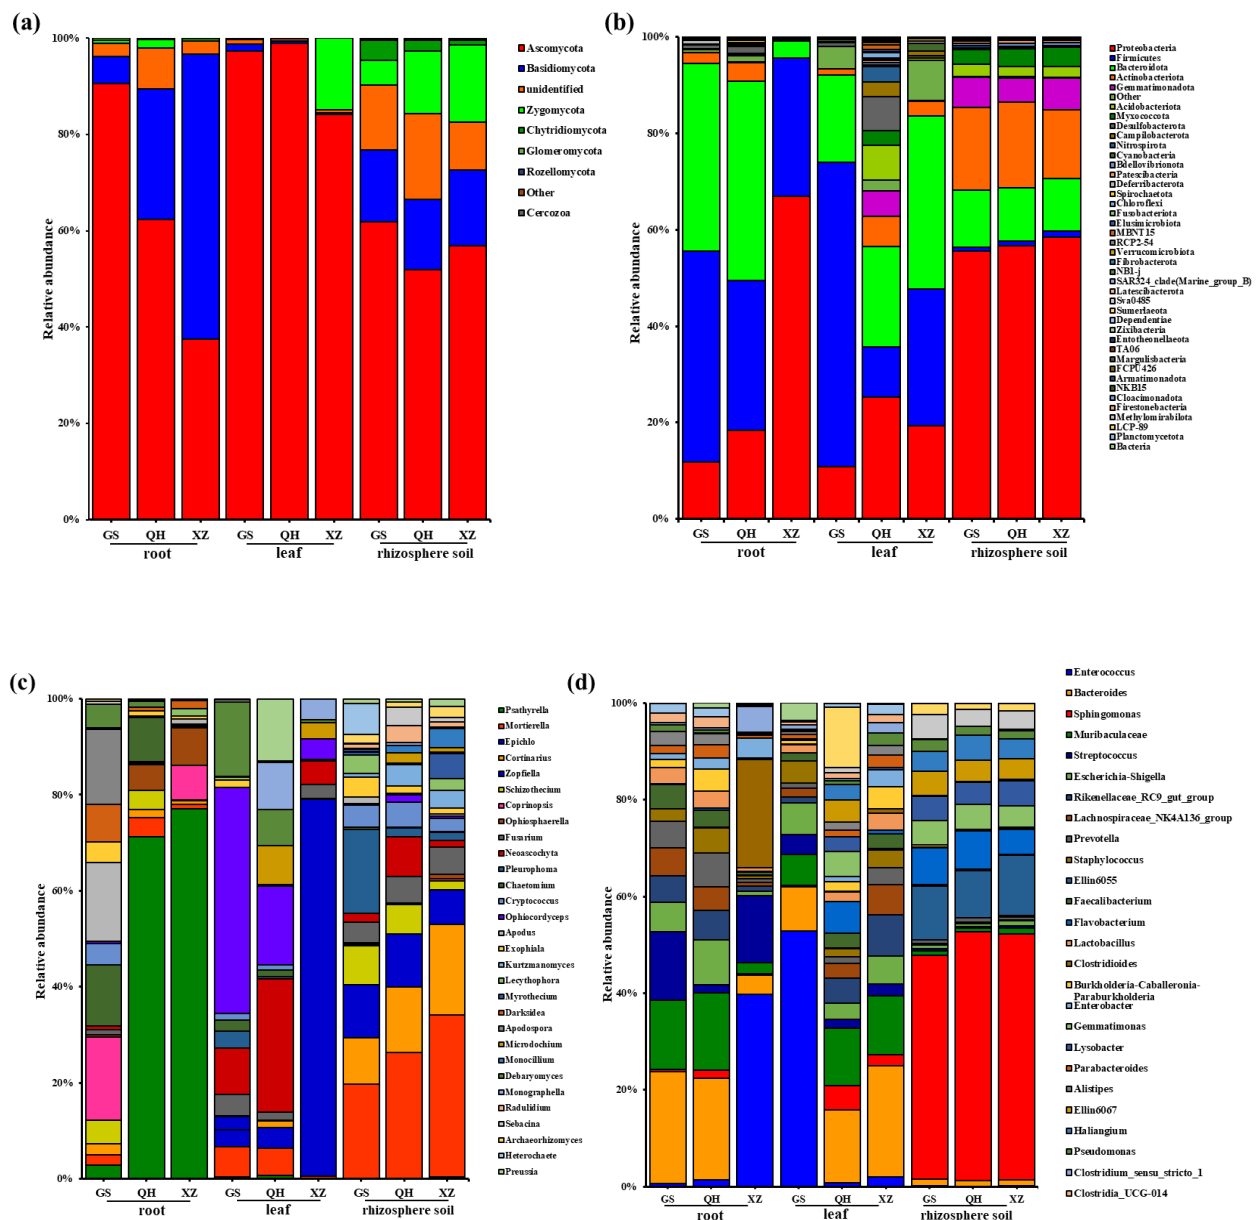 (a)
100%
80%
60%
40%
20%
0%
Relative abundance
GS QH XZ GS QH XZ GS QH XZ
root leaf rhizosphere soil
Ascomycota
Basidiomycota
unidentified
Zygomycota
Chytridiomycota
Glomeromycota
Rozellomycota
Other
Cercozoa
(b)
100%
80%
60%
40%
20%
0%
Relative abundance
GS QH XZ GS QH XZ GS QH XZ
root leaf rhizosphere soil
Proteobacteria
Firmicutes
Bacteroidota
Actinobacteriota
Gemmatimonadota
Other
Acidobacteriota
Myxococcota
Desulfobacterota
Campilobacterota
Nitrospirota
Cyanobacteria
Bdellovibrionota
Patescibacteria
Deferribacterota
Spirochaetota
Chloroflexi
Fusobacteriota
Elusimicrobiota
MBNT15
RCP2-54
Verrucomicrobiota
Fibrobacterota
NB1-j
SAR324_clade(Marine_group_B)
Latescibacterota
Sva0485
Sumerlaeota
Dependentiae
Zixibacteria
Entotheonellaeota
TA06
Margulisbacteria
FCPU426
Armatimonadota
NKB15
Cloacimonadota
Firestonebacteria
Methylomirabilota
LCP-89
Planctomycetota
Bacteria
(c)
100%
80%
60%
40%
20%
0%
Relative abundance
GS QH XZ GS QH XZ GS QH XZ
root leaf rhizosphere soil
Psathyrella
Mortierella
Epichlo
Cortinarius
Zopfiella
Schizothecium
Coprinopsis
Ophiosphaerella
Fusarium
Neoascochyta
Pleurophoma
Chaetomium
Cryptococcus
Ophiocordyceps
Apodus
Exophiala
Kurtzmanomyces
Lecythophora
Myrothecium
Darksidea
Apodospora
Microdochium
Monocillium
Debaryomyces
Monographella
Radulidium
Sebacina
Archaeorhizomyces
Heterochaete
Preussia
(d)
100%
80%
60%
40%
20%
0%
Relative abundance
GS QH XZ GS QH XZ GS QH XZ
root leaf rhizosphere soil
Enterococcus
Bacteroides
Sphingomonas
Muribaculaceae
Streptococcus
Escherichia-Shigella
Rikenellaceae_RC9_gut_group
Lachnospiraceae_NK4A136_group
Prevotella
Staphylococcus
Ellin6055
Faecalibacterium
Flavobacterium
Lactobacillus
Clostridioides
Burkholderia-Caballeronia-
Paraburkholderia
Enterobacter
Gemmatimonas
Lysobacter
Parabacteroides
Alistipes
Ellin6067
Haliangium
Pseudomonas
Clostridium_sensu_stricto_1
Clostridia_UCG-014